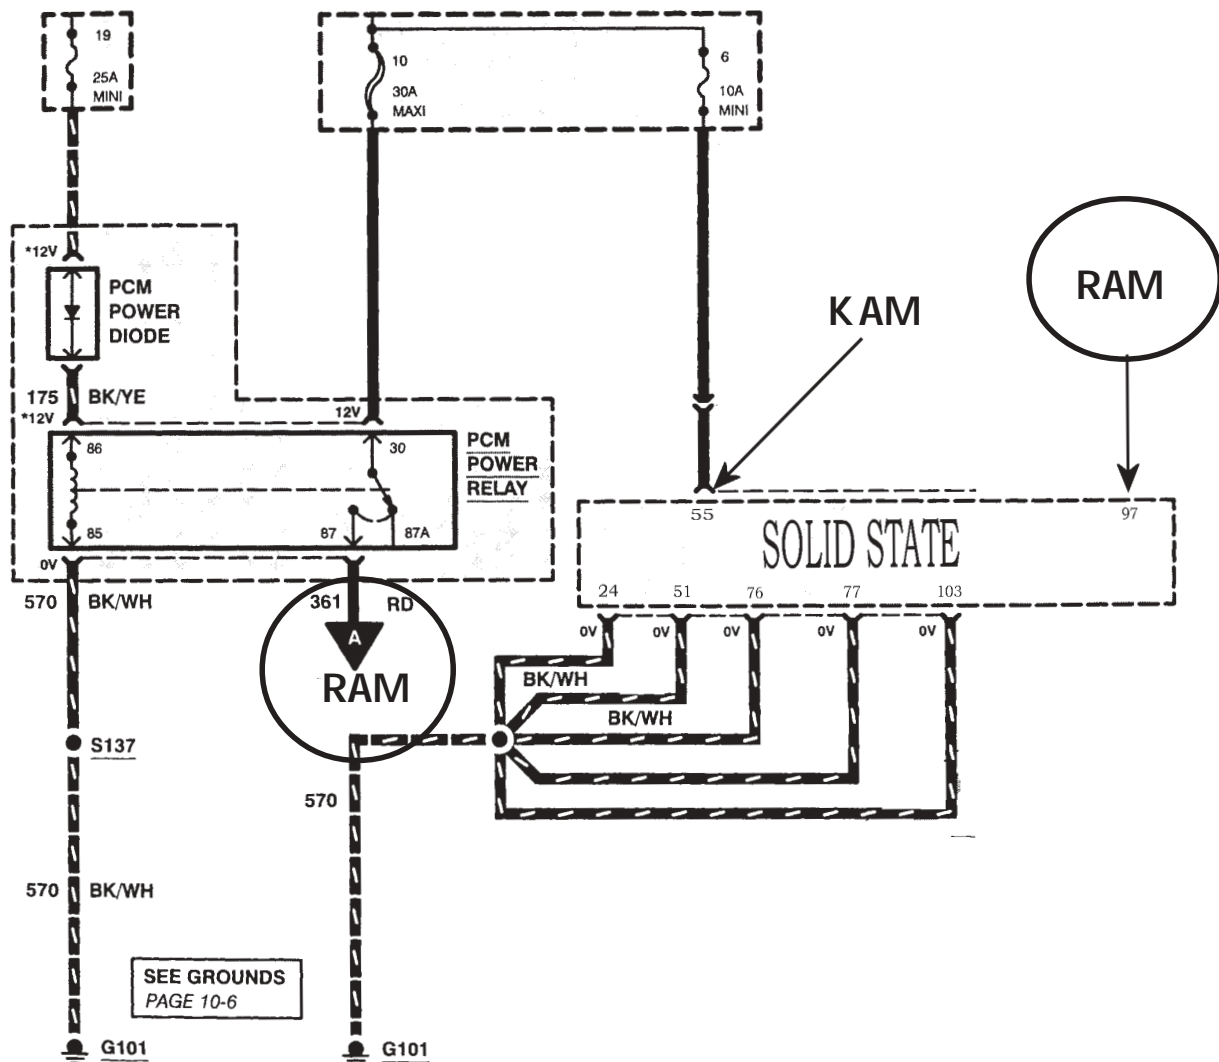 19
25A
MINI
10
30A
MAXI
6
10A
MINI
*12V
PCM
POWER
DIODE
KAM
RAM
175 BK/YE
*12V
12V
86
30
PCM
POWER
RELAY
85
87
87A
55
97
SOLID STATE
24 51 76 77 103
0V
570 BK/WH
361 RD
A
RAM
0V 0V 0V 0V 0V
BK/WH
BK/WH
S137
570
570 BK/WH
SEE GROUNDS
PAGE 10-6
G101
G101